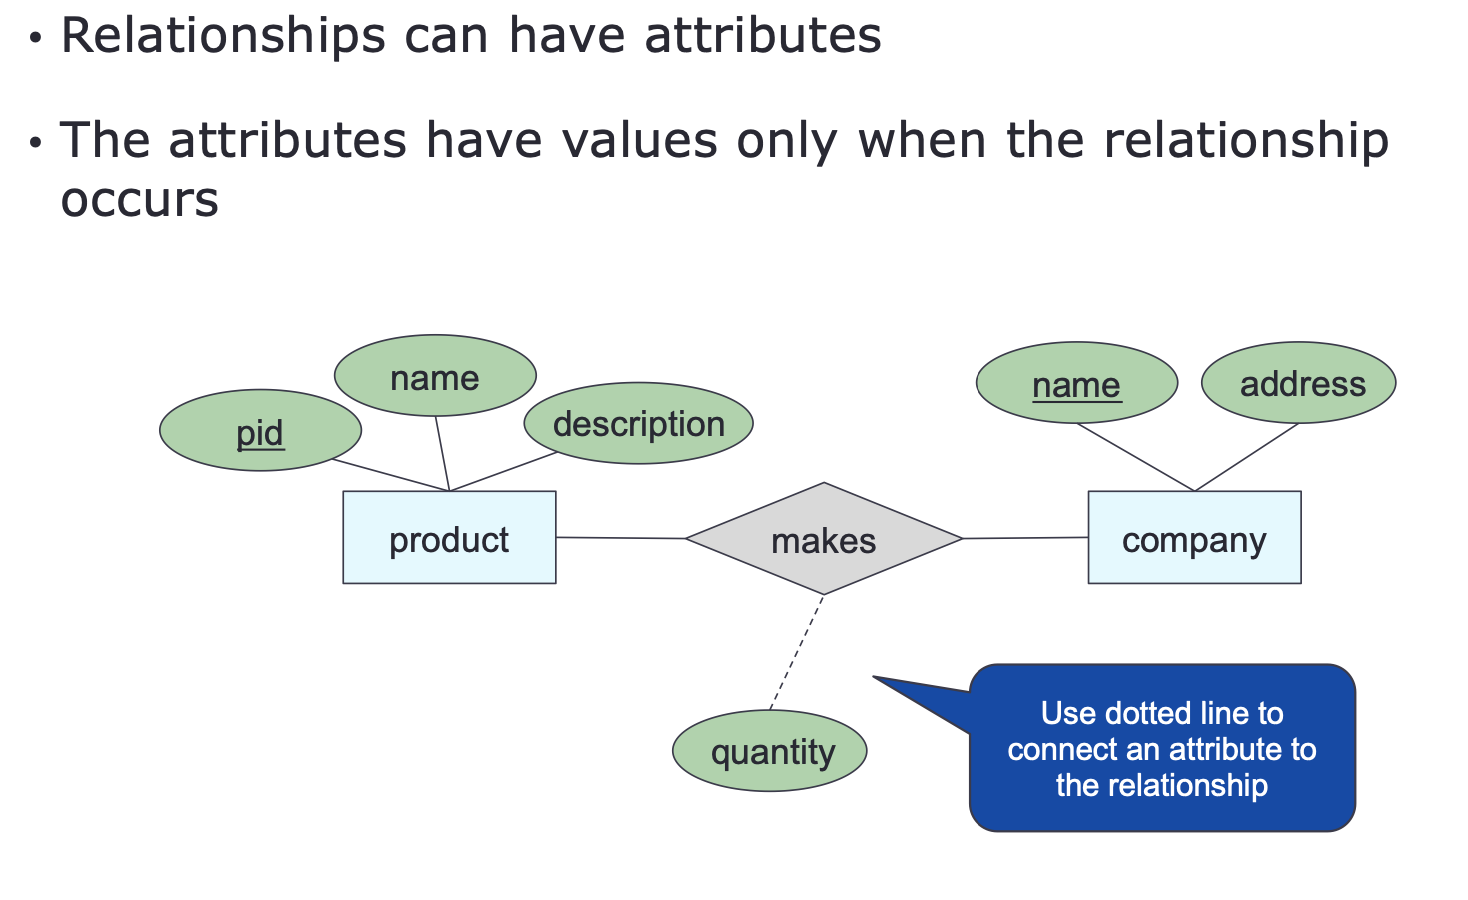 • Relationships can have attributes
• The attributes have values only when the relationship
occurs
name
pid
description
name
address
product
makes
company
quantity
Use dotted line to
connect an attribute to
the relationship